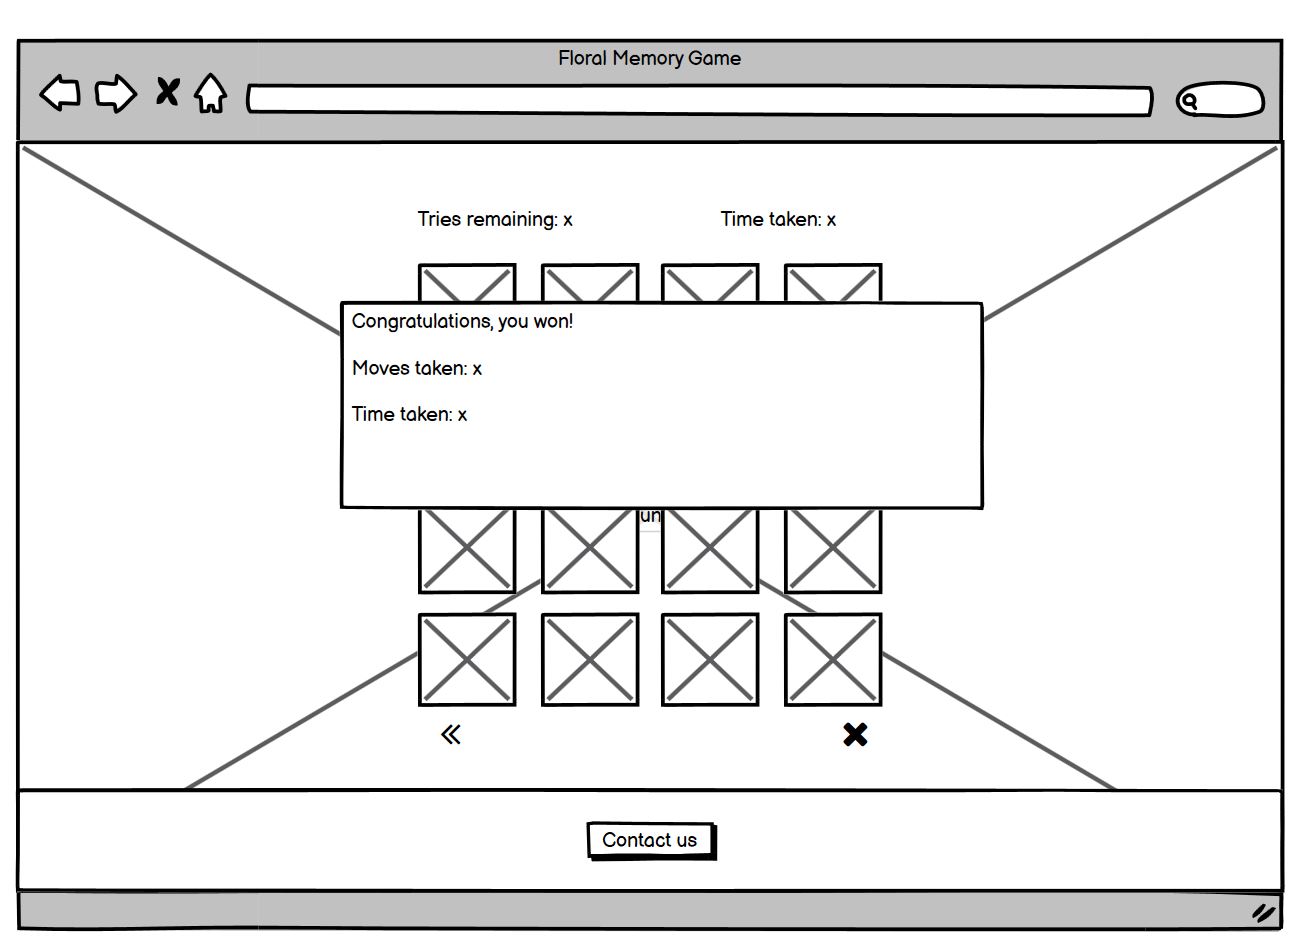 Floral Memory Game
Tries remaining: x
Time taken: x
Congratulations, you won!
Moves taken: x
Time taken: x
un
Contact us